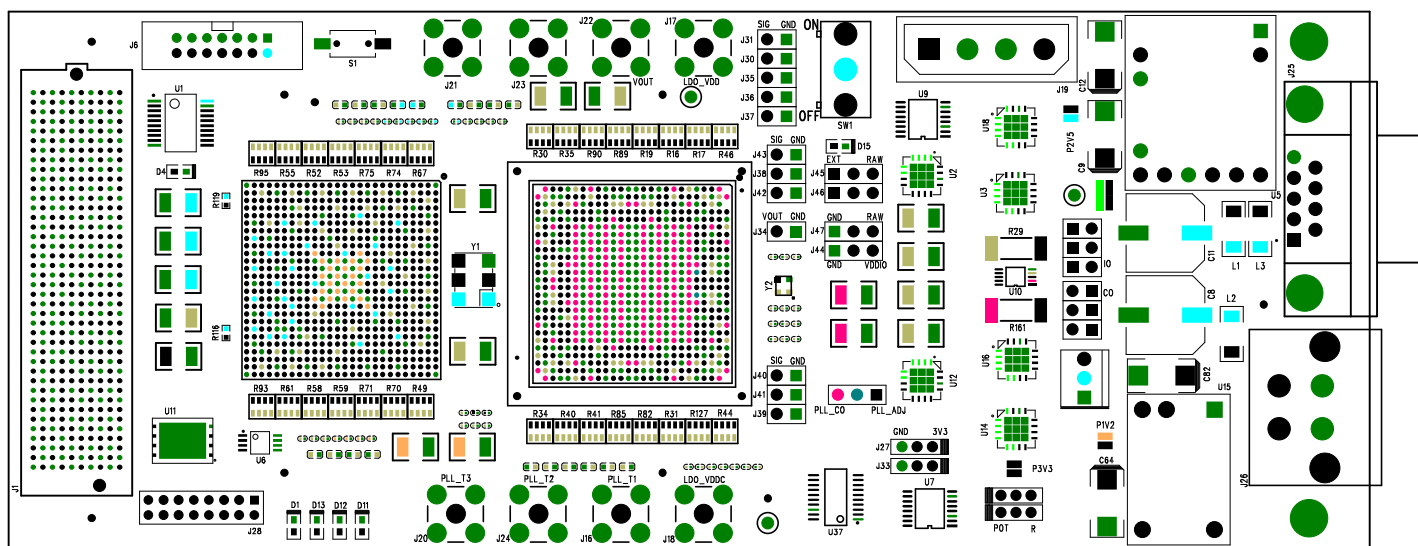 J6
S1
J21
J23
J22
VOUT
J17
LDO_VDD
SIG GND
J31
J30
J35
J36
J37
ON
OFF
SW1
J19
C12
J25
U1
U9
U18
P2V5
C9
U5
D4
R95 R55 R52 R53 R75 R74 R67
R30 R35 R90 R89 R19 R16 R17 R46
SIG GND
J43
J38
J42
D15
EXT RAW
J45
J46
U2
U3
R119
Y1
VOUT GND
J34
GND RAW
J47
J44
GND VDDIO
R29
IO
C11
L1 L3
Y2
U10
CO
C8
L2
R116
R161
R93 R61 R58 R59 R71 R70 R49
SIG GND
J40
J41
J39
U12
U16
C82
U15
PLL_CO PLL_ADJ
R34 R40 R41 R85 R82 R31 R127 R44
U11
U6
GND 3V3
J27
J33
U14
P1V2
C64
P3V3
J26
J1
J28
D1 D13 D12 D11
PLL_T3
J20
PLL_T2
J24
PLL_T1
J16
LDO_VDDC
J18
U37
U7
POT R